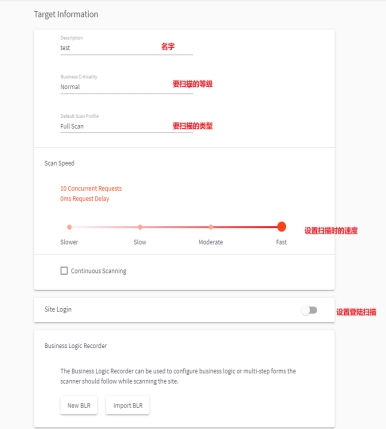 Target Information
Description
test
名字
Business Criticality
Normal
要扫描的等级
Default Scan Profile
Full Scan
要扫描的类型
Scan Speed
10 Concurrent Requests
0ms Request Delay
设置扫描时的速度
Slower Slow Moderate Fast
Continuous Scanning
Site Login
设置登陆扫描
Business Logic Recorder
The Business Logic Recorder can be used to configure business logic or multi-step forms the
scanner should follow while scanning the site.
New BLR Import BLR